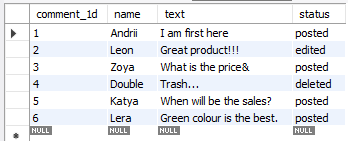 comment_1d name text status
1 Andrii I am first here posted
2 Leon Great product!!! edited
3 Zoya What is the price& posted
4 Double Trash... deleted
5 Katya When will be the sales? posted
6 Lera Green colour is the best. posted
NULL NULL NULL NULL